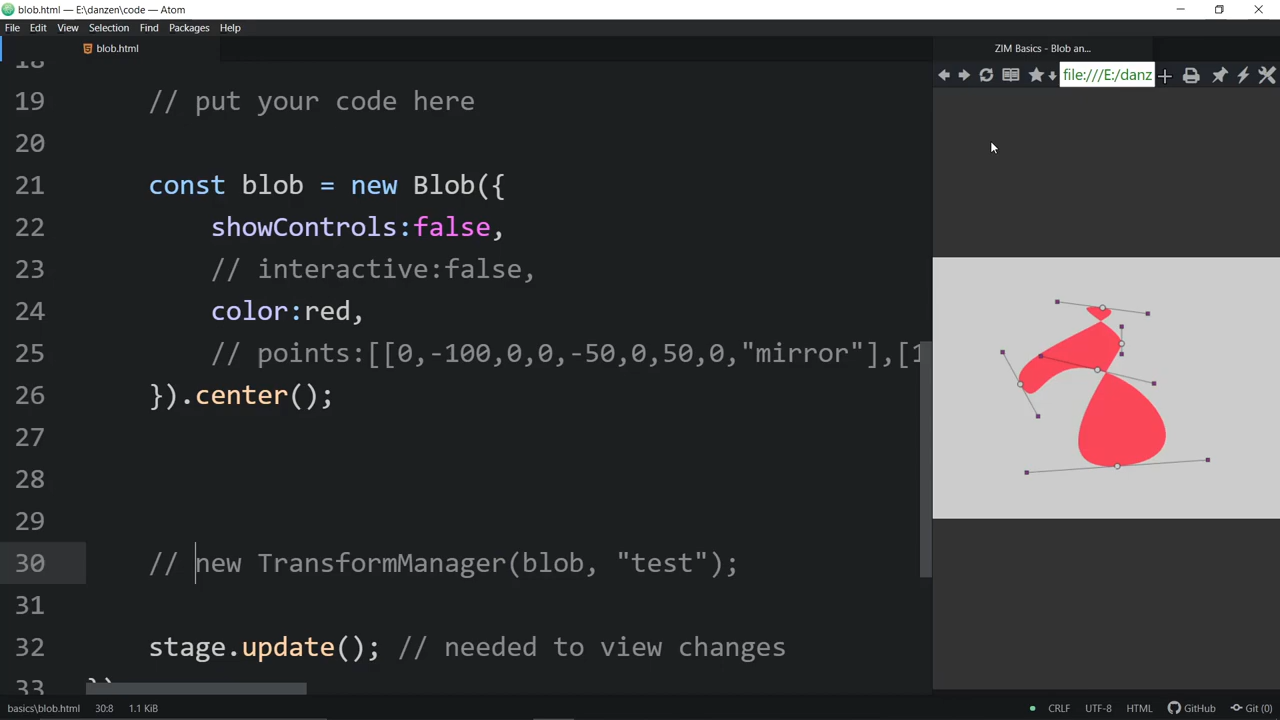 blob.html — E:\danzen\code — Atom
File Edit View Selection Find Packages Help
blob.html
ZIM Basics - Blob an...
file:///E:/danz
18
19 // put your code here
20
21 const blob = new Blob({
22 showControls:false,
23 // interactive:false,
24 color:red,
25 // points:[[0,-100,0,0,-50,0,50,0,"mirror"],[1
26 }).center();
27
28
29
30 // new TransformManager(blob, "test");
31
32 stage.update(); // needed to view changes
33 })
basics\blob.html 30:8 1.1 KiB CRLF UTF-8 HTML GitHub Git (0)